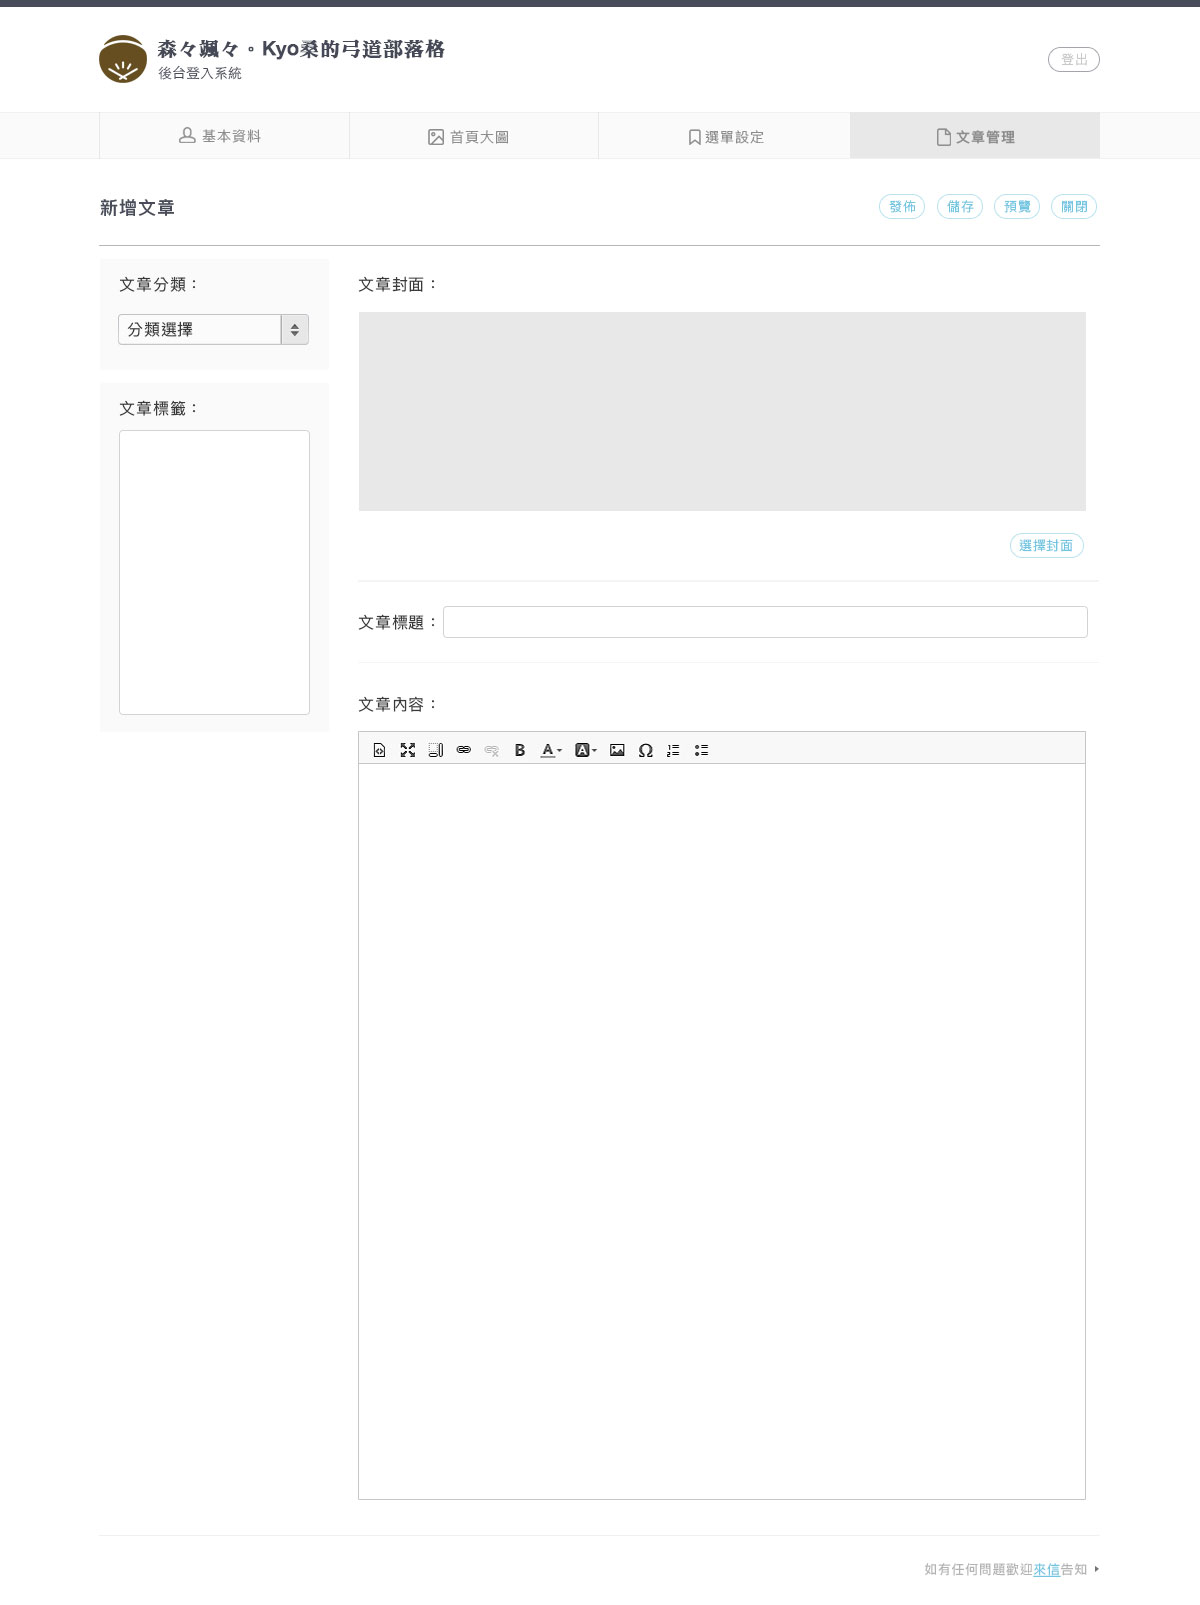 森々颯々。Kyo桑的弓道部落格
後台登入系統
登出
基本資料
首頁大圖
選單設定
文章管理
新增文章
發佈
儲存
預覽
關閉
文章分類：
分類選擇
文章標籤：
文章封面：
選擇封面
文章標題：
文章內容：
如有任何問題歡迎來信告知